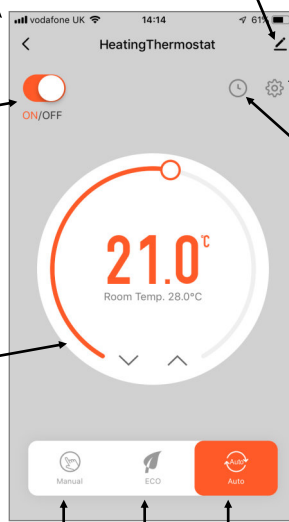 vodafone UK 14:14 61%
HeatingThermostat
ON/OFF
21.0℃
Room Temp. 28.0°C
Auto
Manual ECO Auto